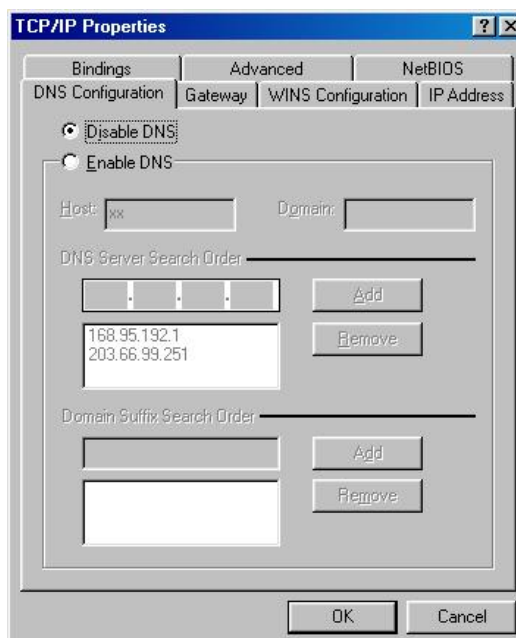 TCP/IP Properties
Bindings Advanced NetBIOS
DNS Configuration Gateway WINS Configuration IP Address
Disable DNS
Enable DNS
Host: xx Domain:
DNS Server Search Order
Add
168.95.192.1
203.66.99.251
Remove
Domain Suffix Search Order
Add
Remove
OK Cancel